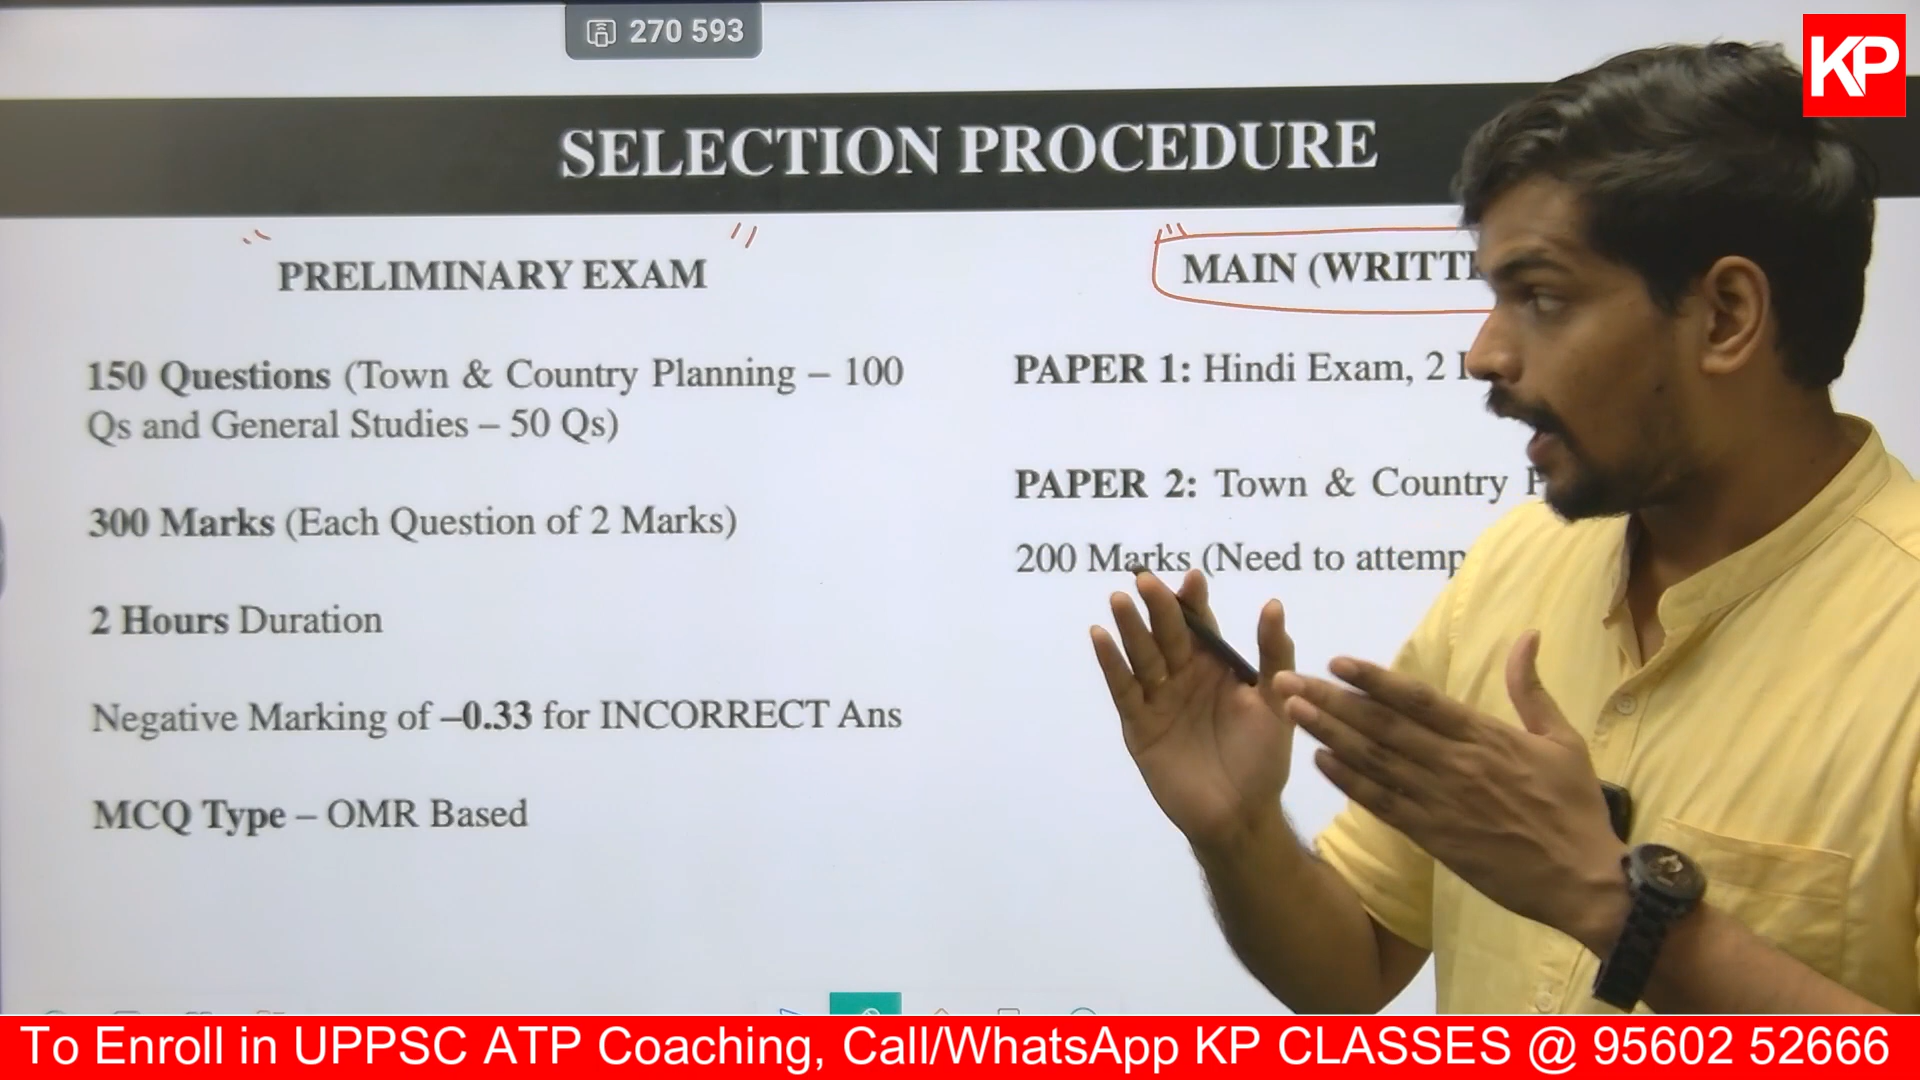 270 593
KP
SELECTION PROCEDURE
PRELIMINARY EXAM
150 Questions (Town & Country Planning – 100
Qs and General Studies – 50 Qs)
300 Marks (Each Question of 2 Marks)
2 Hours Duration
Negative Marking of –0.33 for INCORRECT Ans
MCQ Type – OMR Based
MAIN (WRITTE
PAPER 1: Hindi Exam, 2
PAPER 2: Town & Country
200 Marks (Need to attemp
To Enroll in UPPSC ATP Coaching, Call/WhatsApp KP CLASSES @ 95602 52666